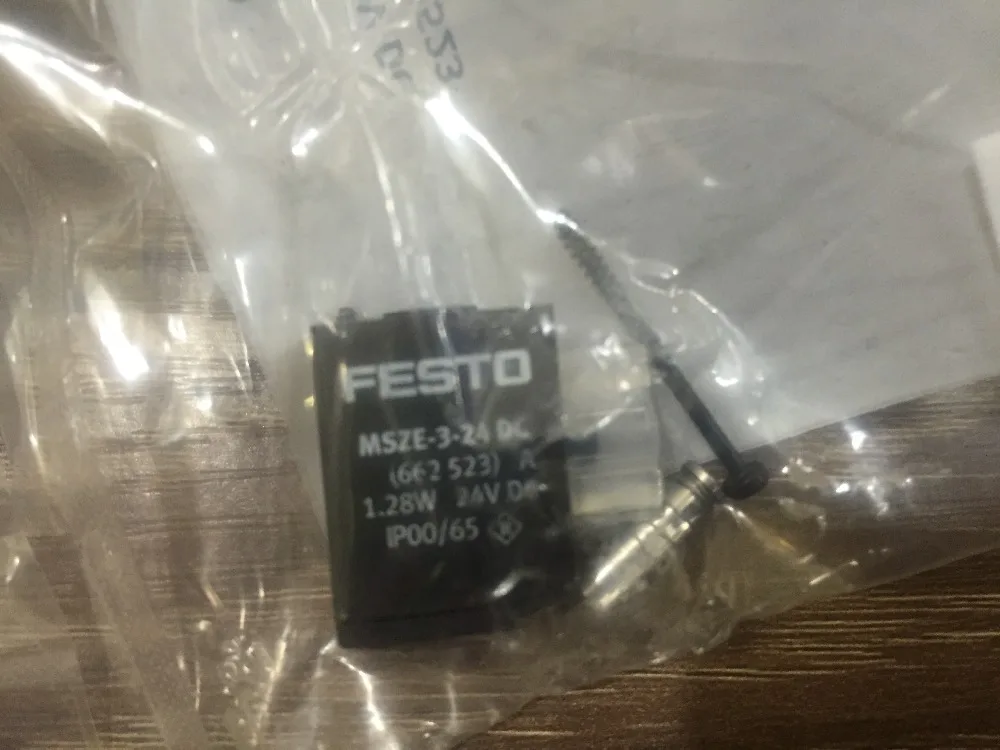 FESTO
MSZE-3-24 DC
(662 523) A
1.28W 24V DC
IP00/65